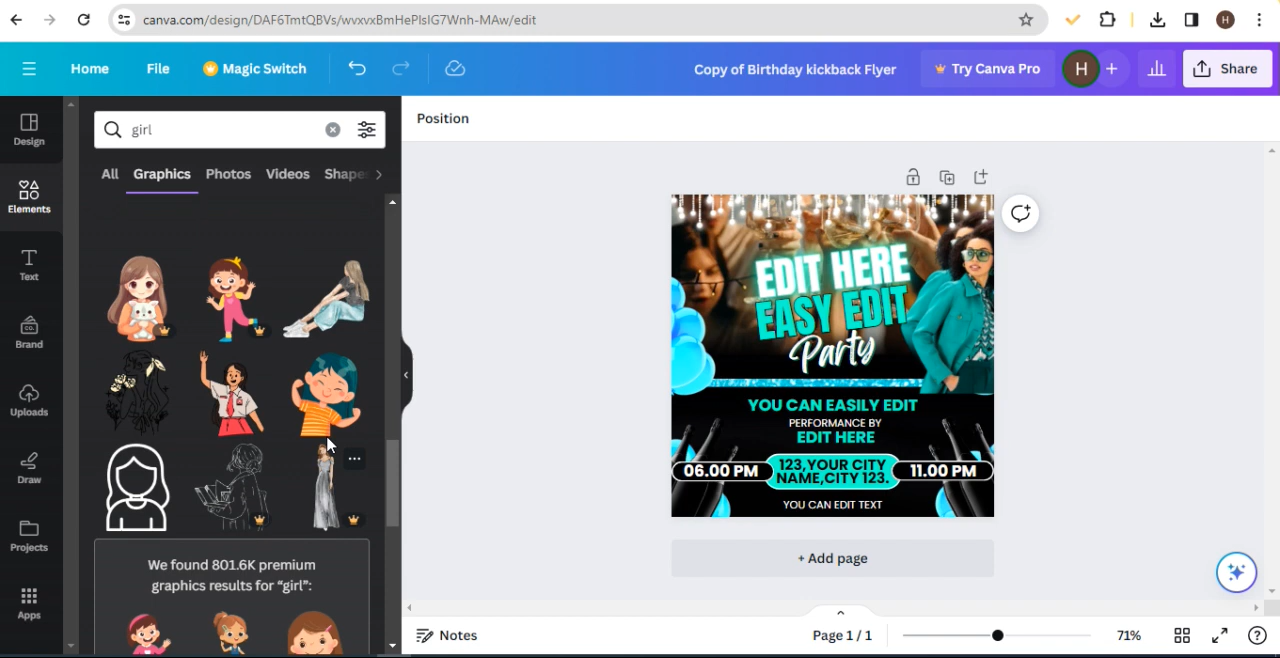 canva.com/design/DAF6TmtQBVs/wvxvxBmHePlsIG7Wnh-MAw/edit
H
Home
File
Magic Switch
Copy of Birthday kickback Flyer
Try Canva Pro
H
Share
Design
Elements
Text
Brand
Uploads
Draw
Projects
Apps
girl
All
Graphics
Photos
Videos
Shape
We found 801.6K premium
graphics results for “girl”:
Position
EDIT HERE
EASY EDIT
Party
YOU CAN EASILY EDIT
PERFORMANCE BY
EDIT HERE
06.00 PM
123,YOUR CITY
NAME,CITY 123.
11.00 PM
YOU CAN EDIT TEXT
+ Add page
Notes
Page 1 / 1
71%